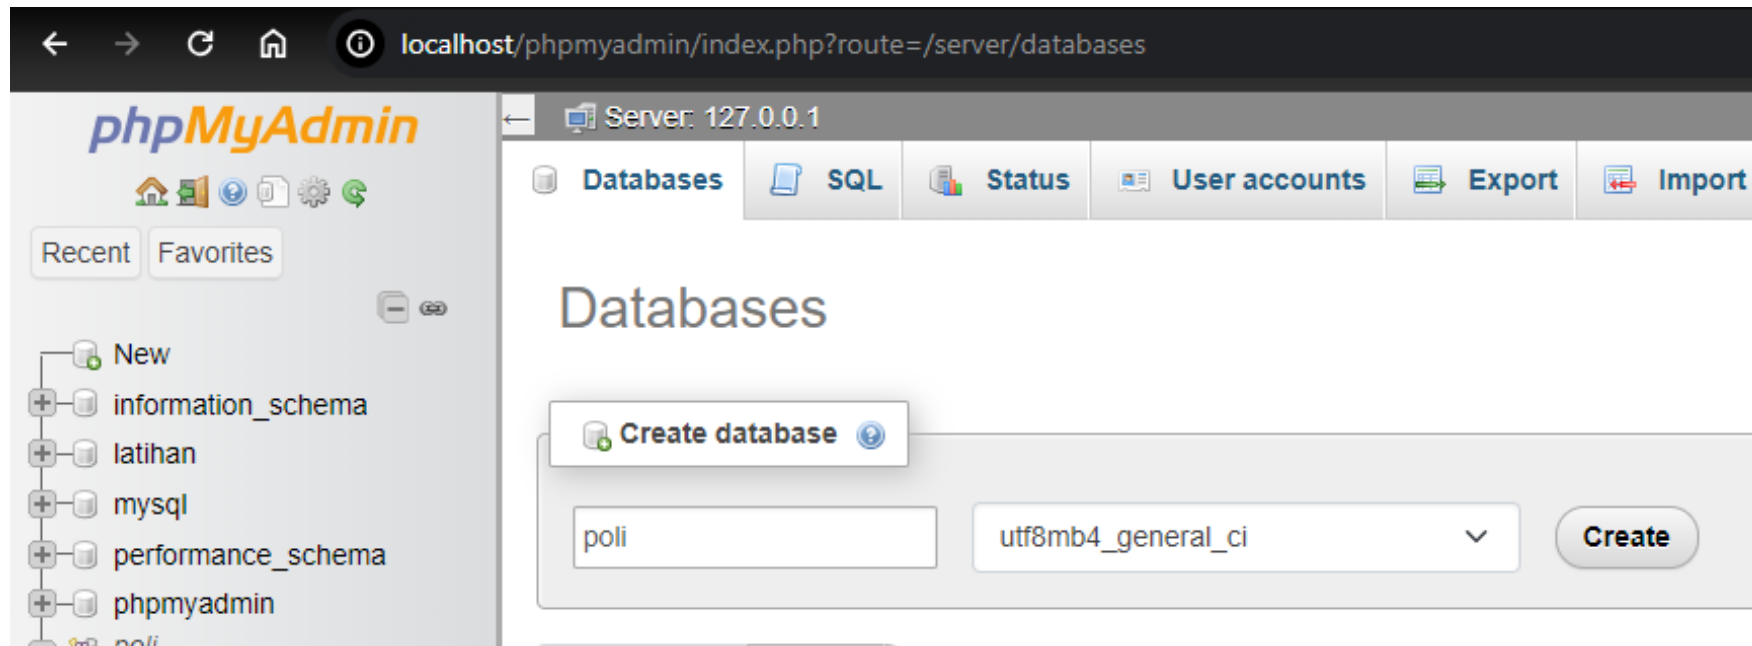 localhost/phpmyadmin/index.php?route=/server/databases
phpMyAdmin
Recent Favorites
New
information_schema
latihan
mysql
performance_schema
phpmyadmin
poli
← Server: 127.0.0.1
Databases SQL Status User accounts Export Import
Databases
Create database
poli utf8mb4_general_ci Create